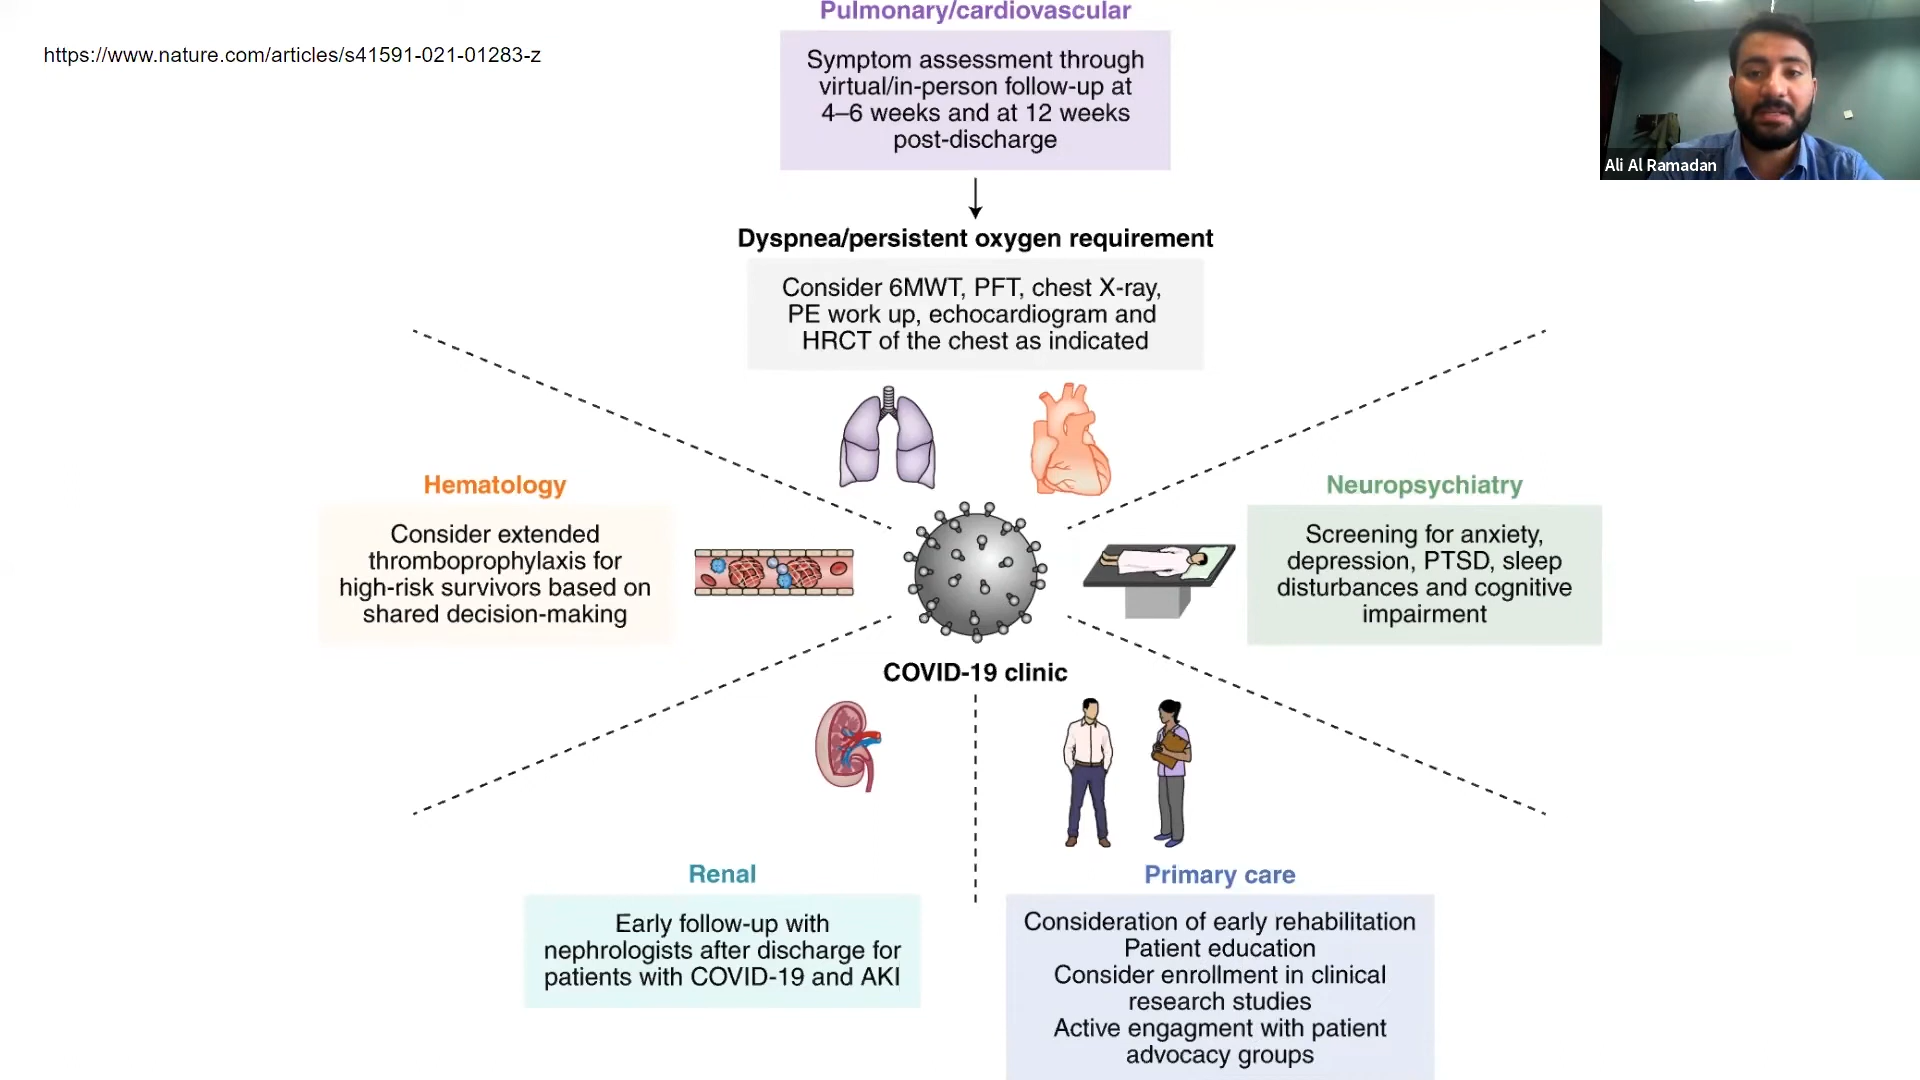 Pulmonary/cardiovascular
https://www.nature.com/articles/s41591-021-01283-z
Symptom assessment through
virtual/in-person follow-up at
4–6 weeks and at 12 weeks
post-discharge
Ali Al Ramadan
Dyspnea/persistent oxygen requirement
Consider 6MWT, PFT, chest X-ray,
PE work up, echocardiogram and
HRCT of the chest as indicated
Hematology
Consider extended
thromboprophylaxis for
high-risk survivors based on
shared decision-making
Neuropsychiatry
Screening for anxiety,
depression, PTSD, sleep
disturbances and cognitive
impairment
COVID-19 clinic
Renal
Early follow-up with
nephrologists after discharge for
patients with COVID-19 and AKI
Primary care
Consideration of early rehabilitation
Patient education
Consider enrollment in clinical
research studies
Active engagment with patient
advocacy groups